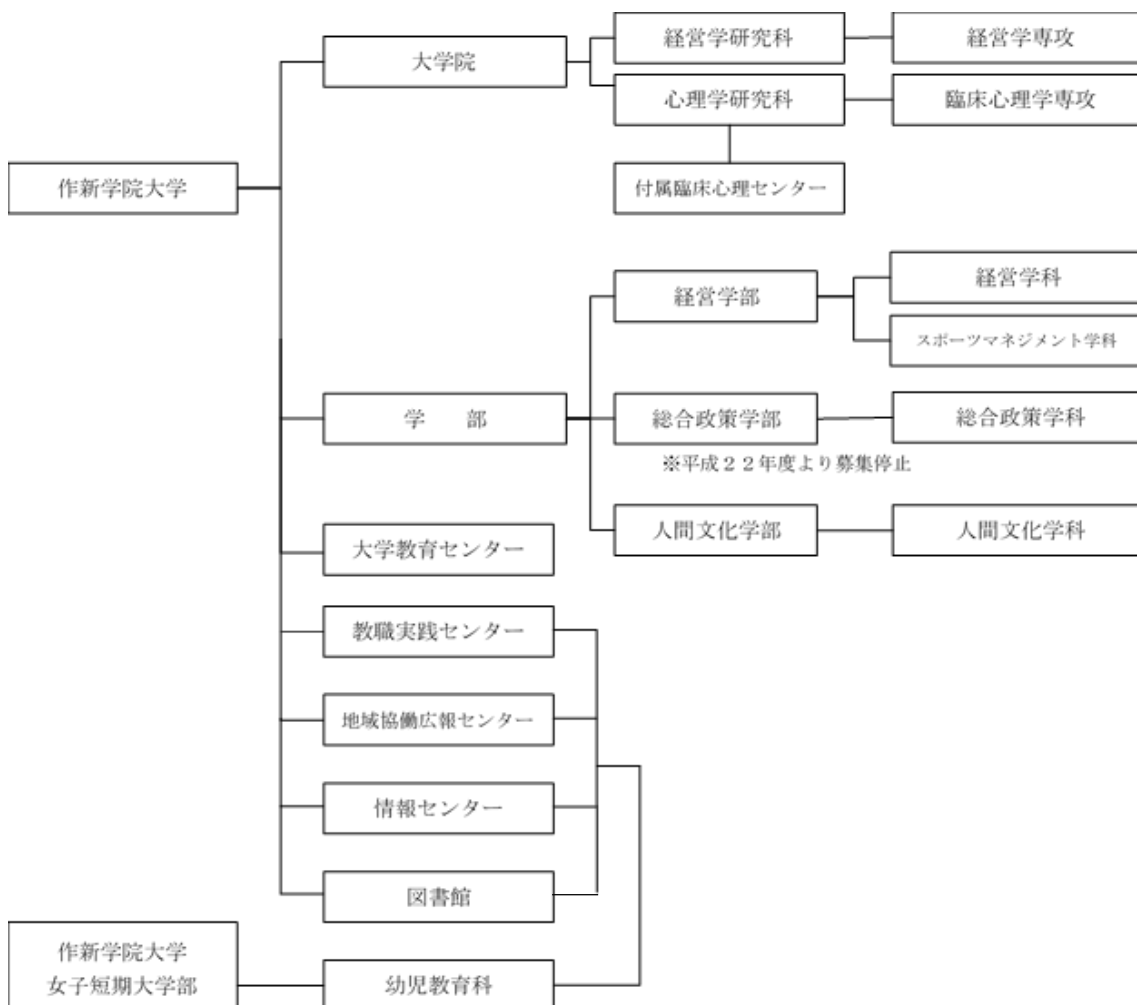 経営学研究科
経営学専攻
大学院
心理学研究科
臨床心理学専攻
作新学院大学
付属臨床心理センター
経営学部
経営学科
スポーツマネジメント学科
学　　部
総合政策学部
総合政策学科
※平成２２年度より募集停止
人間文化学部
人間文化学科
大学教育センター
教職実践センター
地域協働広報センター
情報センター
図書館
作新学院大学
女子短期大学部
幼児教育科